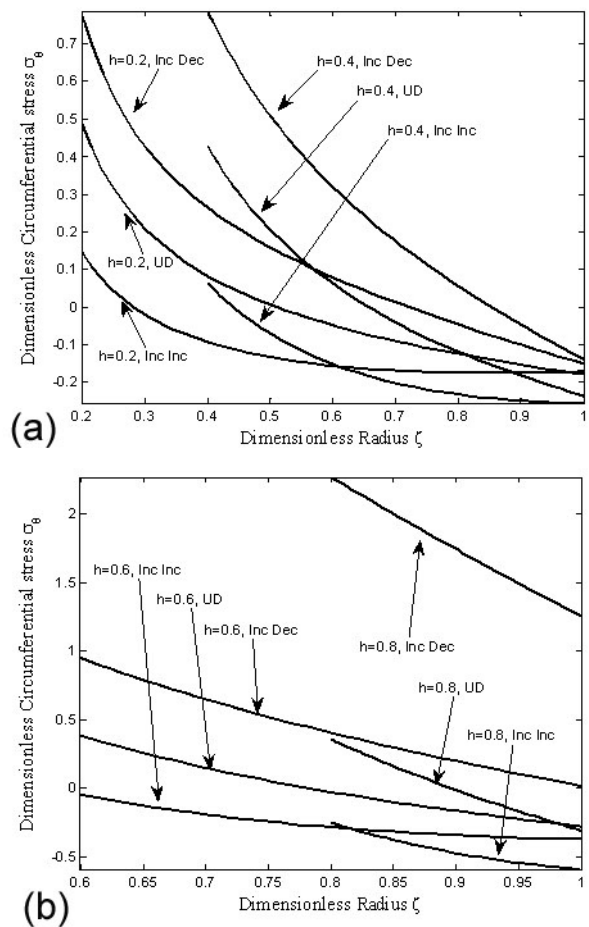 0.7
0.6
0.5
0.4
0.3
0.2
0.1
0
-0.1
-0.2
Dimensionless Circumferential stress σθ
h=0.2, Inc Dec
h=0.4, Inc Dec
h=0.4, UD
h=0.4, Inc Inc
h=0.2, UD
h=0.2, Inc Inc
0.2 0.3 0.4 0.5 0.6 0.7 0.8 0.9 1
Dimensionless Radius ζ
(a)
2
1.5
1
0.5
0
-0.5
Dimensionless Circumferential stress σθ
h=0.6, Inc Inc
h=0.6, UD
h=0.6, Inc Dec
h=0.8, Inc Dec
h=0.8, UD
h=0.8, Inc Inc
0.6 0.65 0.7 0.75 0.8 0.85 0.9 0.95 1
Dimensionless Radius ζ
(b)